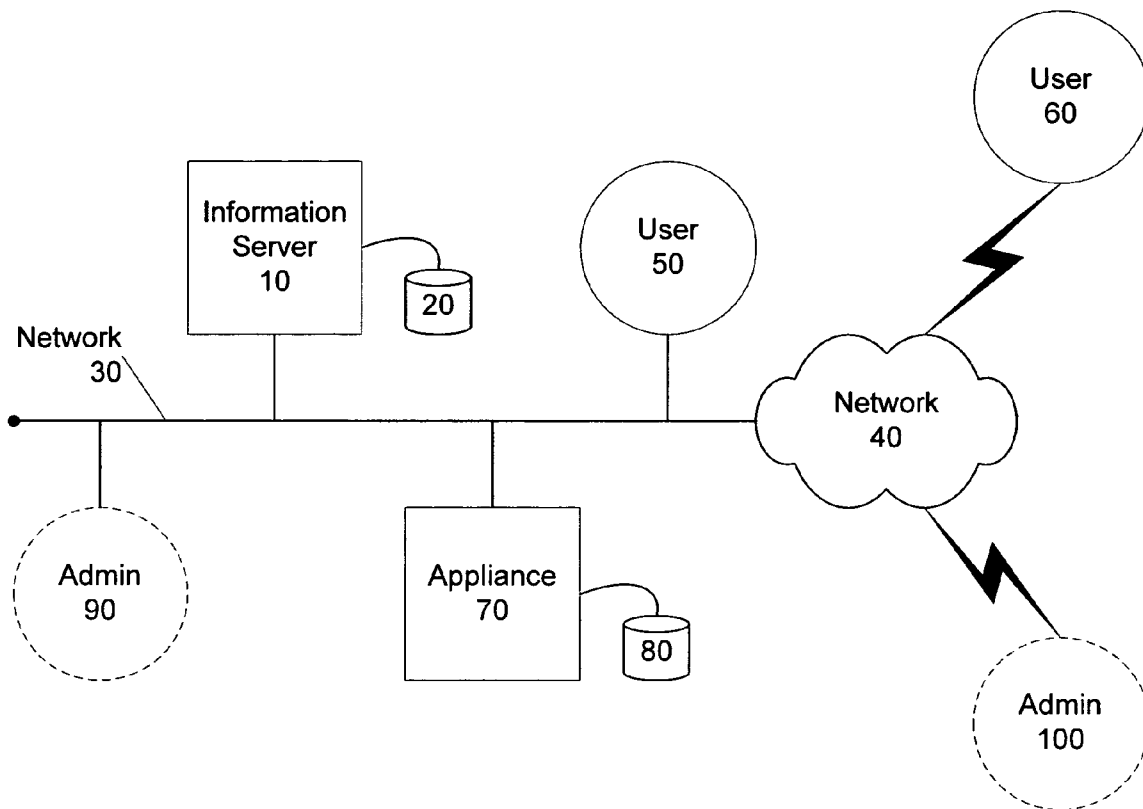 User
60
Information
Server
10
20
User
50
Network
30
Network
40
Admin
90
Appliance
70
80
Admin
100